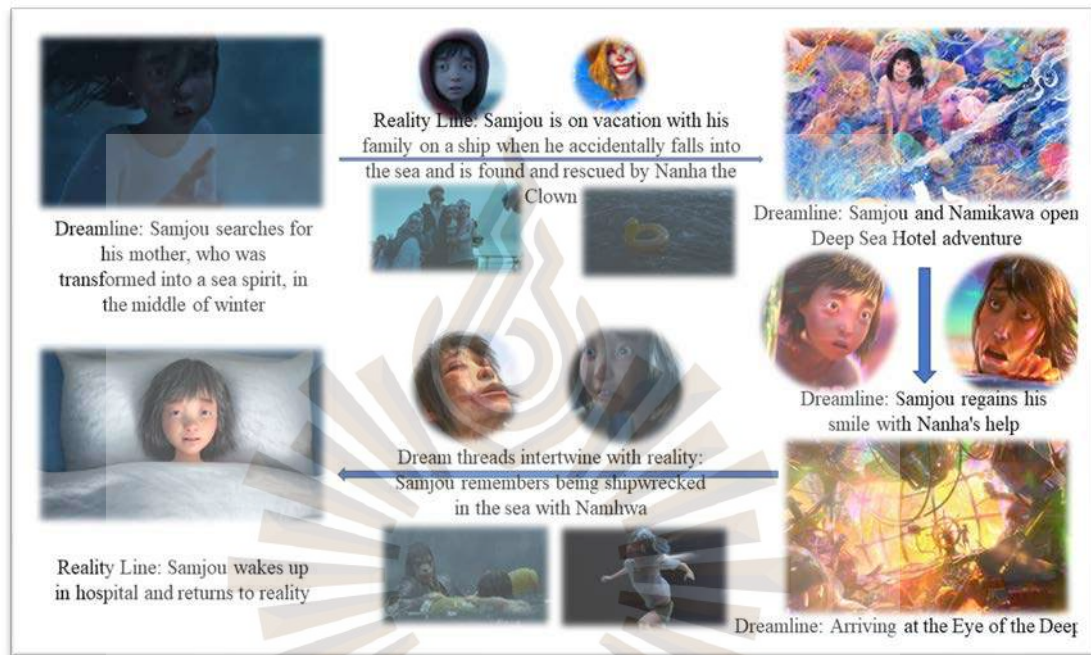 Dreamline: Samjou searches for
his mother, who was
transformed into a sea spirit, in
the middle of winter
Reality Line: Samjou is on vacation with his
family on a ship when he accidentally falls into
the sea and is found and rescued by Nanha the
Clown
Dreamline: Samjou and Namikawa open
Deep Sea Hotel adventure
Dreamline: Samjou regains his
smile with Nanha's help
Dreamline: Arriving at the Eye of the Deep
Dream threads intertwine with reality:
Samjou remembers being shipwrecked
in the sea with Namhwa
Reality Line: Samjou wakes up
in hospital and returns to reality